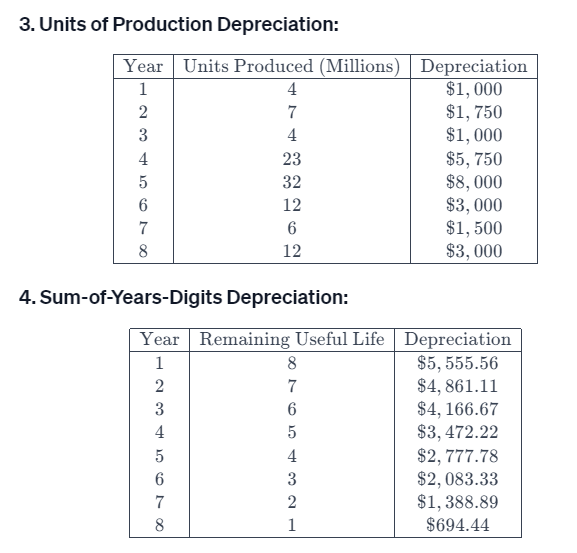 3. Units of Production Depreciation:
Year Units Produced (Millions) Depreciation
1 4 $1,000
2 7 $1,750
3 4 $1,000
4 23 $5,750
5 32 $8,000
6 12 $3,000
7 6 $1,500
8 12 $3,000
4. Sum-of-Years-Digits Depreciation:
Year Remaining Useful Life Depreciation
1 8 $5,555.56
2 7 $4,861.11
3 6 $4,166.67
4 5 $3,472.22
5 4 $2,777.78
6 3 $2,083.33
7 2 $1,388.89
8 1 $694.44